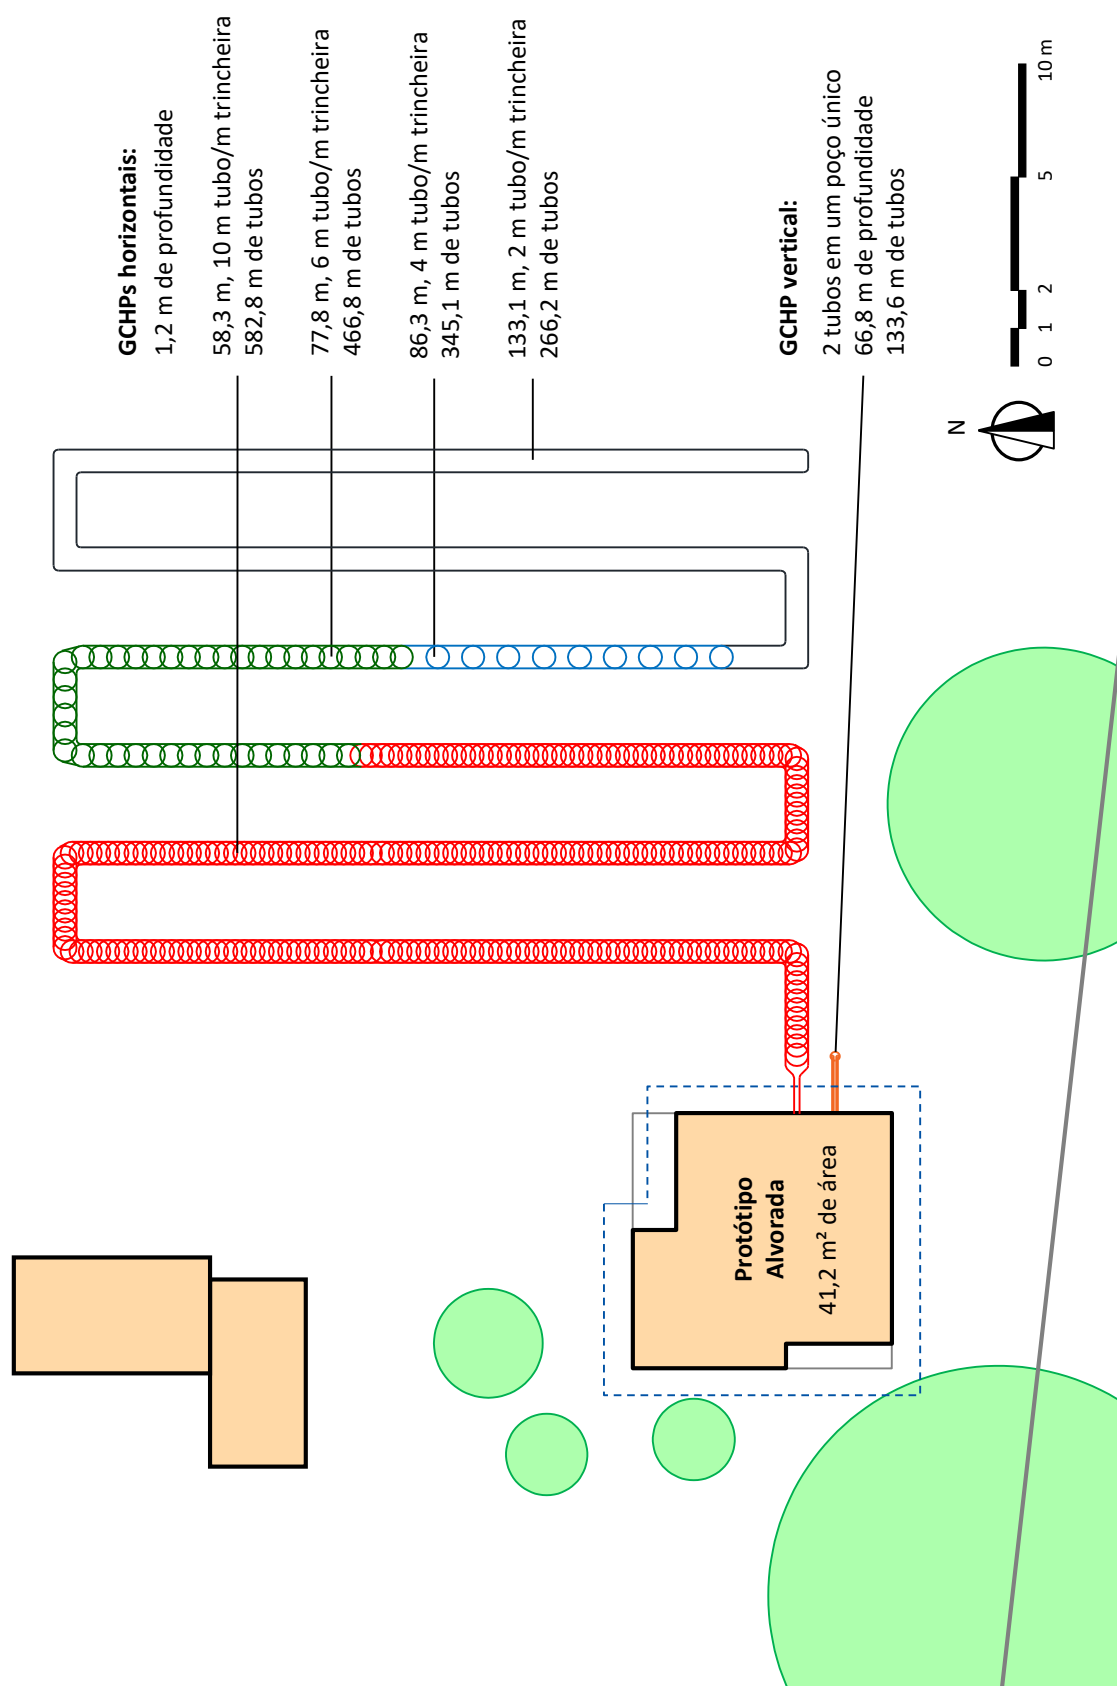 GCHPs horizontais:
1,2 m de profundidade
58,3 m, 10 m tubo/m trincheira
582,8 m de tubos
77,8 m, 6 m tubo/m trincheira
466,8 m de tubos
86,3 m, 4 m tubo/m trincheira
345,1 m de tubos
133,1 m, 2 m tubo/m trincheira
266,2 m de tubos
GCHP vertical:
2 tubos em um poço único
66,8 m de profundidade
133,6 m de tubos
Protótipo
Alvorada
41,2 m² de área
N
0 1 2 5 10 m